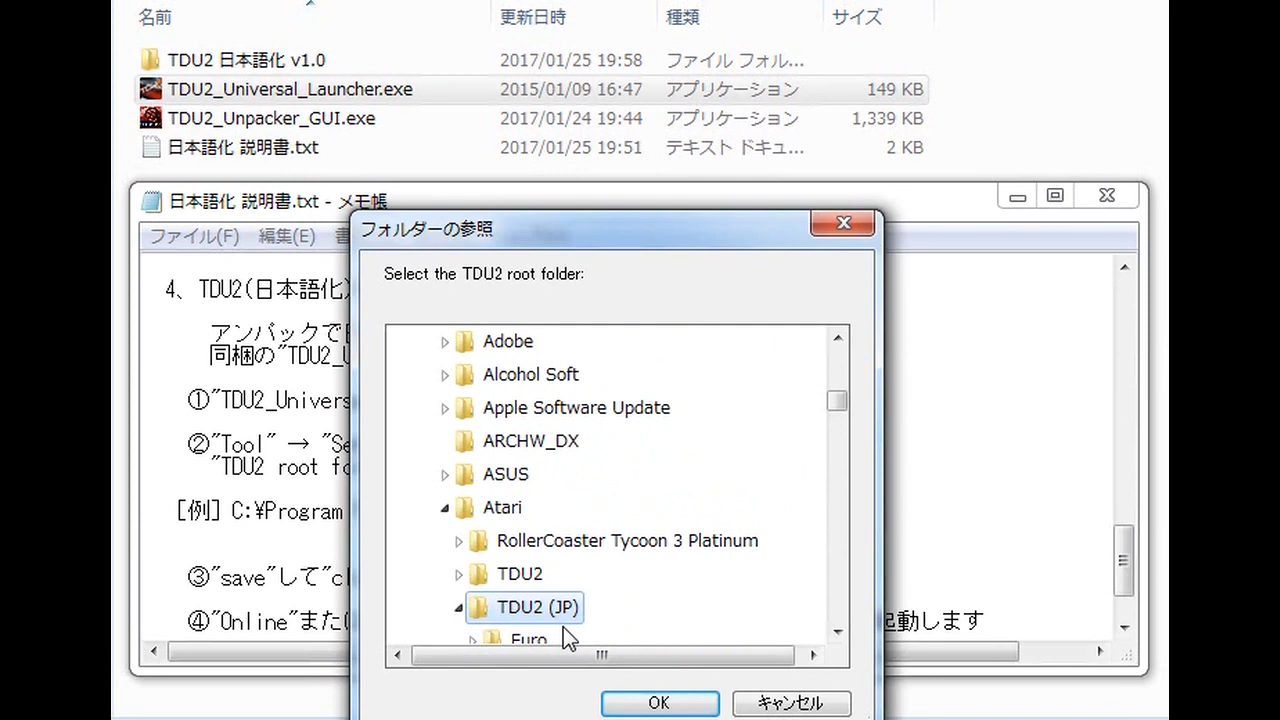 名前 更新日時 種類 サイズ
TDU2 日本語化 v1.0 2017/01/25 19:58 ファイル フォル...
TDU2_Universal_Launcher.exe 2015/01/09 16:47 アプリケーション 149 KB
TDU2_Unpacker_GUI.exe 2017/01/24 19:44 アプリケーション 1,339 KB
日本語化 説明書.txt 2017/01/25 19:51 テキスト ドキュ... 2 KB
日本語化 説明書.txt - メモ帳
ファイル(F) 編集(E) 書
4、TDU2(日本語化)
アンパックで
同梱の"TDU2_U
①"TDU2_Univers
②"Tool" → "Se
"TDU2 root fo
[例] C:¥Program
③"save"して"cl
④"Online"また(
起動します
フォルダーの参照
Select the TDU2 root folder:
Adobe
Alcohol Soft
Apple Software Update
ARCHW_DX
ASUS
Atari
RollerCoaster Tycoon 3 Platinum
TDU2
TDU2 (JP)
Euro
OK キャンセル